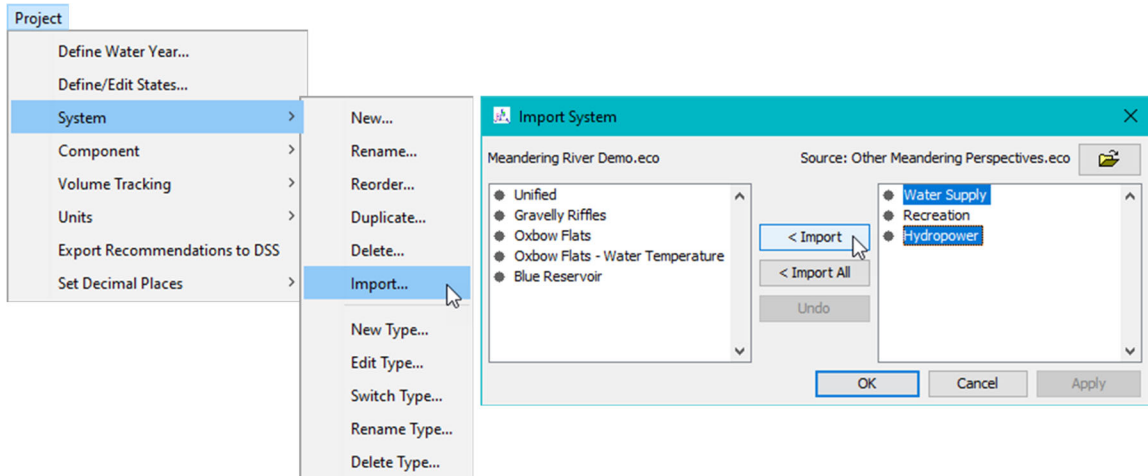 Project
Define Water Year...
Define/Edit States...
System >
Component >
Volume Tracking >
Units >
Export Recommendations to DSS
Set Decimal Places >
New...
Rename...
Reorder...
Duplicate...
Delete...
Import...
New Type...
Edit Type...
Switch Type...
Rename Type...
Delete Type...
Import System
Meandering River Demo.eco
Source: Other Meandering Perspectives.eco
Unified
Gravelly Riffles
Oxbow Flats
Oxbow Flats - Water Temperature
Blue Reservoir
< Import
< Import All
Undo
Water Supply
Recreation
Hydropower
OK
Cancel
Apply